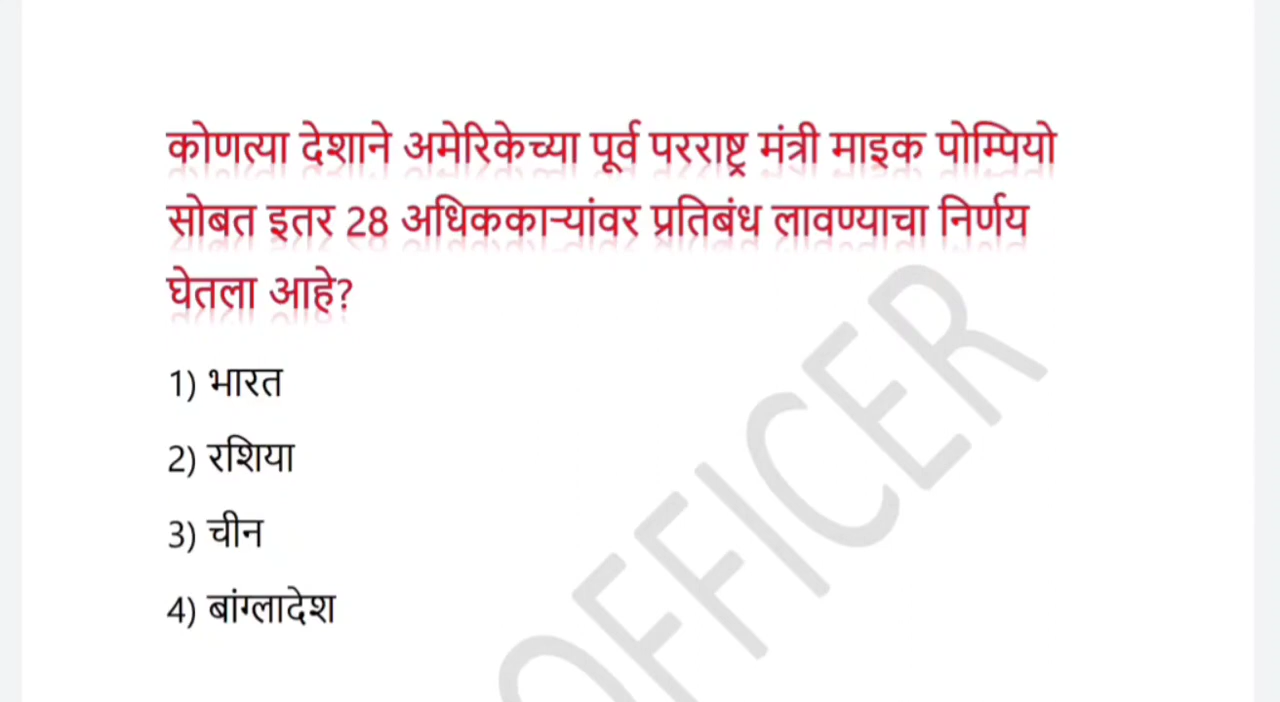 कोणत्या देशाने अमेरिकेच्या पूर्व परराष्ट्र मंत्री माइक पोम्पियो
सोबत इतर 28 अधिककाऱ्यांवर प्रतिबंध लावण्याचा निर्णय
घेतला आहे?
1) भारत
2) रशिया
3) चीन
4) बांग्लादेश
OFFICER